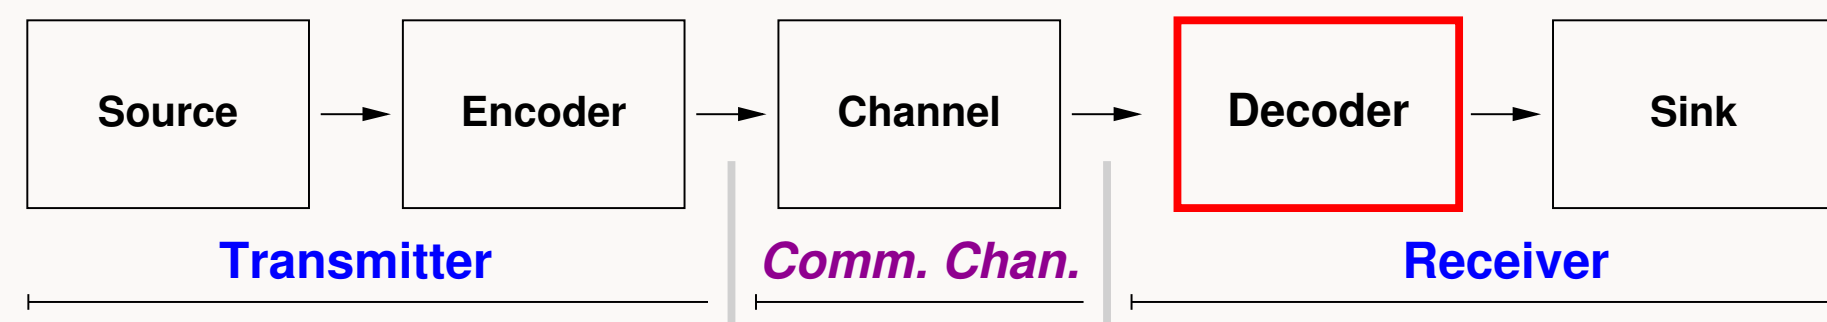 Source Encoder Channel Decoder Sink
Transmitter Comm. Chan. Receiver